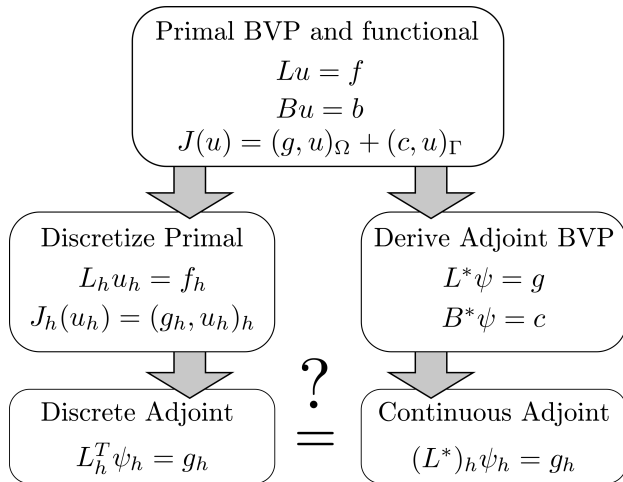 Primal BVP and functional
Lu = f
Bu = b
J(u) = (g, u)_Ω + (c, u)_Γ
Discretize Primal
L_h u_h = f_h
J_h(u_h) = (g_h, u_h)_h
Derive Adjoint BVP
L*ψ = g
B*ψ = c
Discrete Adjoint
L_h^T ψ_h = g_h
?
=
Continuous Adjoint
(L*)_h ψ_h = g_h